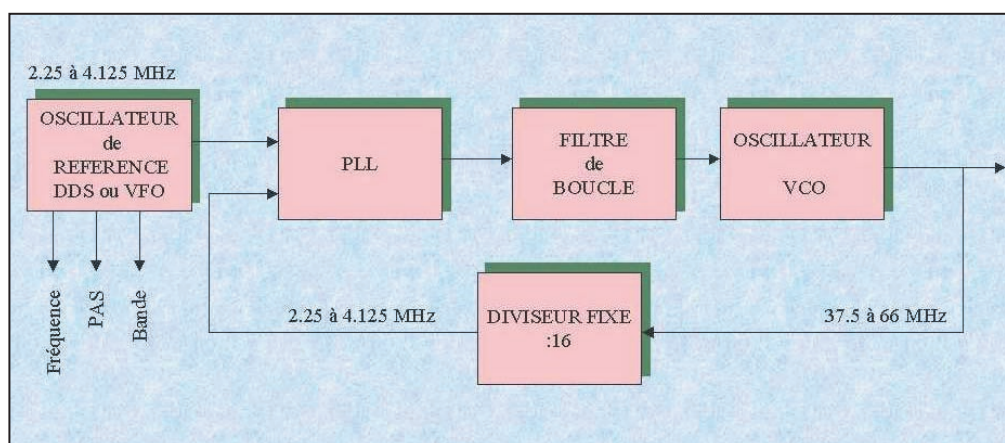 2.25 à 4.125 MHz
OSCILLATEUR
de
REFERENCE
DDS ou VFO
PLL
FILTRE
de
BOUCLE
OSCILLATEUR
VCO
Fréquence
PAS
Bande
2.25 à 4.125 MHz
DIVISEUR FIXE
:16
37.5 à 66 MHz